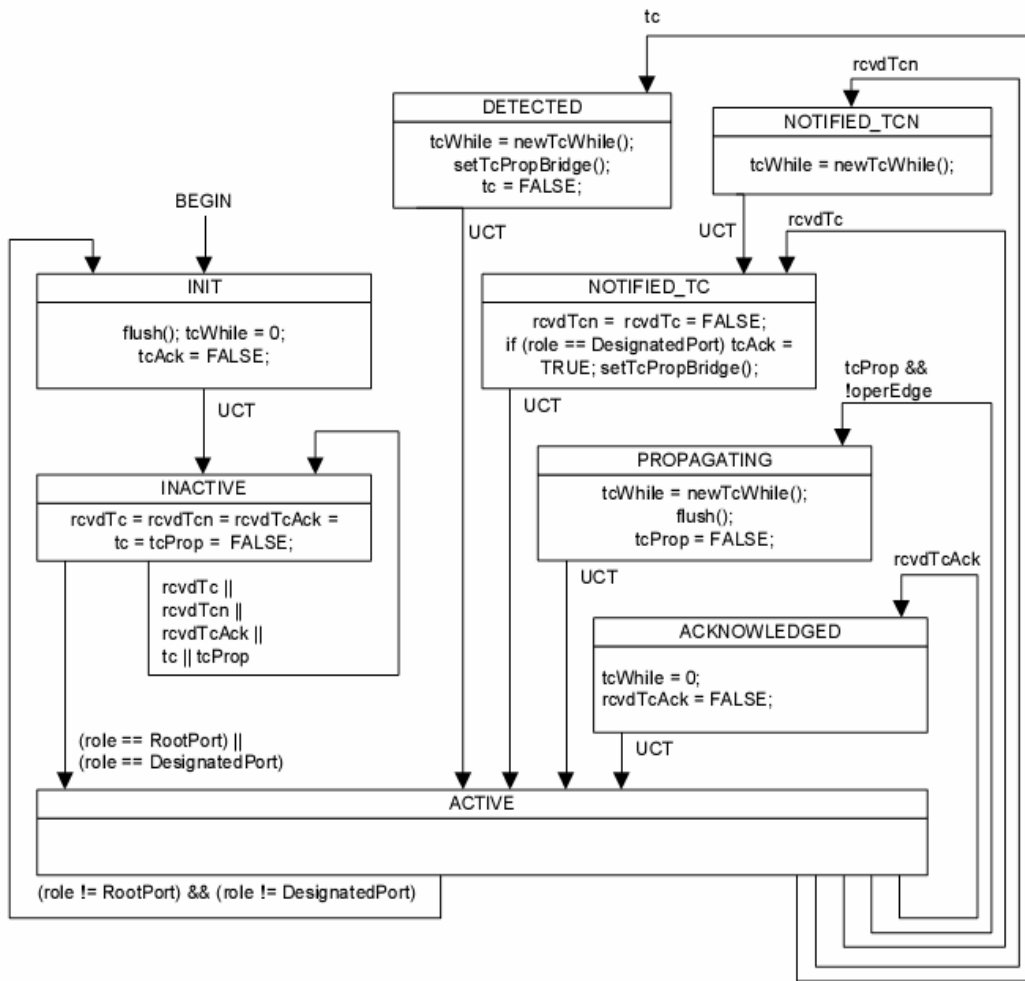 tc
rcvdTcn
DETECTED
tcWhile = newTcWhile();
setTcPropBridge();
tc = FALSE;
NOTIFIED_TCN
tcWhile = newTcWhile();
BEGIN
UCT
UCT
rcvdTc
INIT
flush(); tcWhile = 0;
tcAck = FALSE;
NOTIFIED_TC
rcvdTcn = rcvdTc = FALSE;
if (role == DesignatedPort) tcAck =
TRUE; setTcPropBridge();
tcProp &&
!operEdge
UCT
UCT
PROPAGATING
tcWhile = newTcWhile();
flush();
tcProp = FALSE;
INACTIVE
rcvdTc = rcvdTcn = rcvdTcAck =
tc = tcProp = FALSE;
rcvdTc ||
rcvdTcn ||
rcvdTcAck ||
tc || tcProp
UCT
rcvdTcAck
ACKNOWLEDGED
tcWhile = 0;
rcvdTcAck = FALSE;
(role == RootPort) ||
(role == DesignatedPort)
UCT
ACTIVE
(role != RootPort) && (role != DesignatedPort)